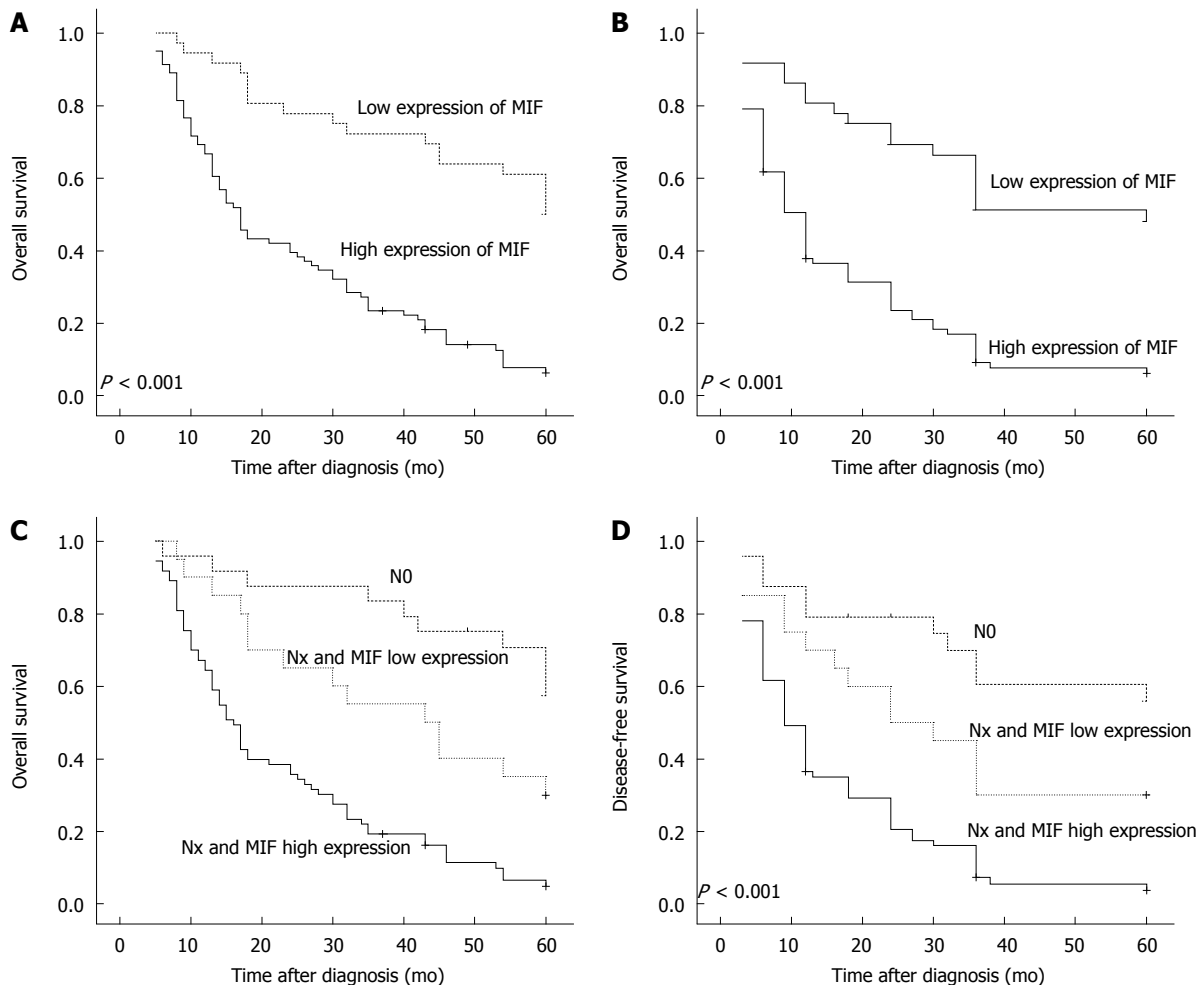 A
1.0
0.8
0.6
0.4
0.2
0.0
Overall survival
Low expression of MIF
High expression of MIF
P < 0.001
0 10 20 30 40 50 60
Time after diagnosis (mo)
B
1.0
0.8
0.6
0.4
0.2
0.0
Overall survival
Low expression of MIF
High expression of MIF
P < 0.001
0 10 20 30 40 50 60
Time after diagnosis (mo)
C
1.0
0.8
0.6
0.4
0.2
0.0
Overall survival
N0
Nx and MIF low expression
Nx and MIF high expression
0 10 20 30 40 50 60
Time after diagnosis (mo)
D
1.0
0.8
0.6
0.4
0.2
0.0
Disease-free survival
N0
Nx and MIF low expression
Nx and MIF high expression
P < 0.001
0 10 20 30 40 50 60
Time after diagnosis (mo)